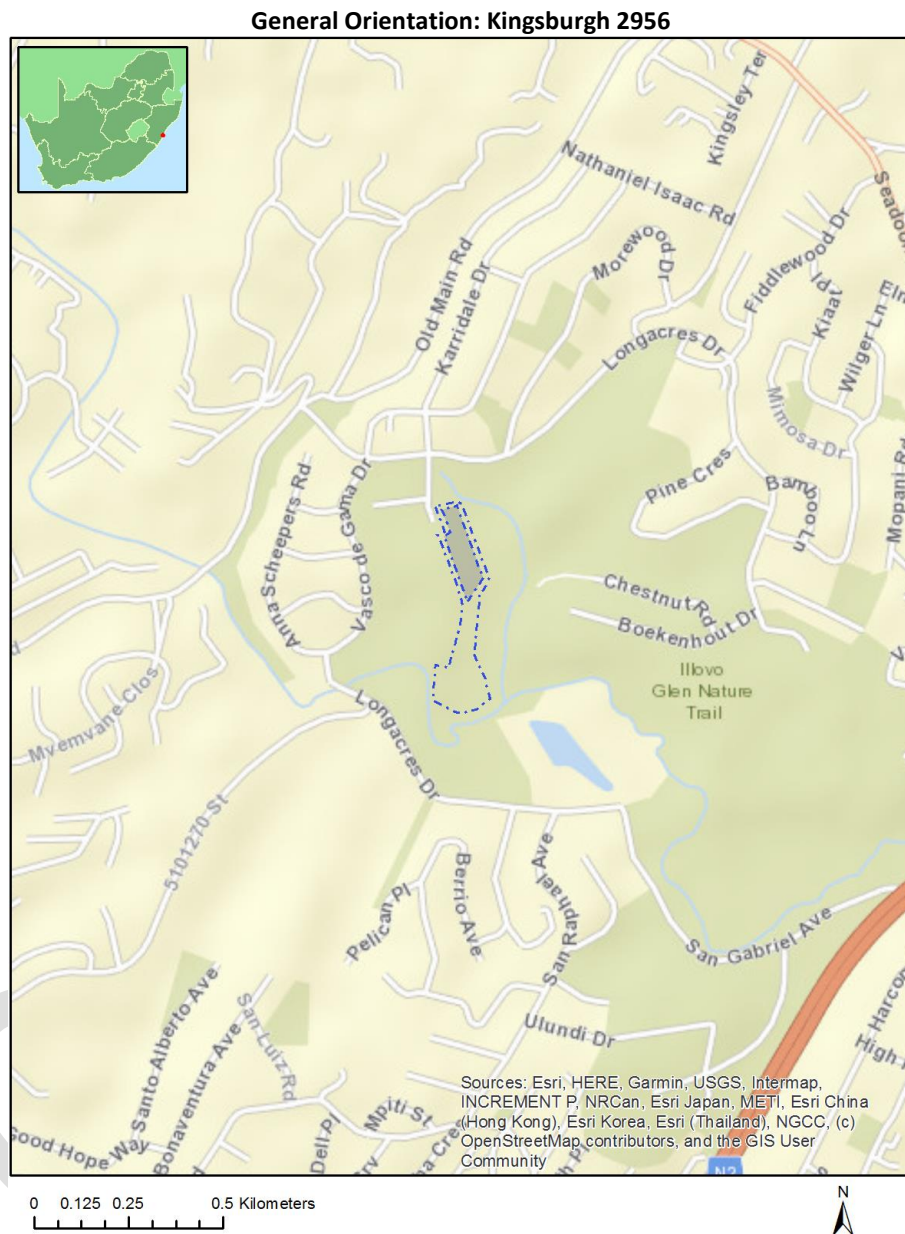 General Orientation: Kingsburgh 2956
Kingsley Ter
Nathaniel Isaac Rd
Seadoo
Morewood Dr
Fiddlewood Dr
Id
Kiaat
Elm
Old Main Rd
Karridale Dr
Longacres Dr
Wilger Ln
Mimosa Dr
Anna Scheepers Rd
Vasco de Gama Dr
Pine Cres
Bamboo Ln
Mopani Rd
Chestnut Rd
Boekenhout Dr
Illovo
Glen Nature
Trail
Mvemvane Clos
Longacres Dr
5101270 St
Pelican Pl
Berrio Ave
San Raphael Ave
San Gabriel Ave
Santo Alberto Ave
Bonaventura Ave
San Luiz Rd
Ulundi Dr
High
Good Hope Way
Dell Pl
Mpiti St
N2
Sources: Esri, HERE, Garmin, USGS, Intermap,
INCREMENT P, NRCan, Esri Japan, METI, Esri China
(Hong Kong), Esri Korea, Esri (Thailand), NGCC, (c)
OpenStreetMap contributors, and the GIS User
Community
0 0.125 0.25 0.5 Kilometers
N